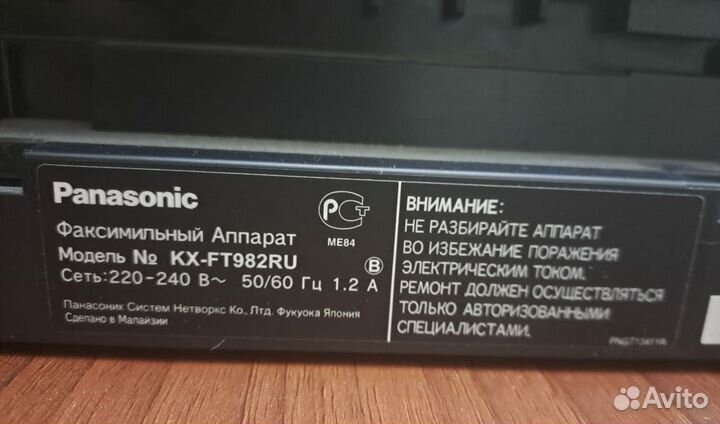 Panasonic
Факсимильный Аппарат
Модель № KX-FT982RU
Сеть:220-240 В~ 50/60 Гц 1.2 А
Панасоник Систем Нетворкс Ко., Лтд. Фукуока Япония
Сделано в Малайзии
РСТ
ME84
B
ВНИМАНИЕ:
НЕ РАЗБИРАЙТЕ АППАРАТ
ВО ИЗБЕЖАНИЕ ПОРАЖЕНИЯ
ЭЛЕКТРИЧЕСКИМ ТОКОМ.
РЕМОНТ ДОЛЖЕН ОСУЩЕСТВЛЯТЬСЯ
ТОЛЬКО АВТОРИЗОВАННЫМИ
СПЕЦИАЛИСТАМИ.
Avito